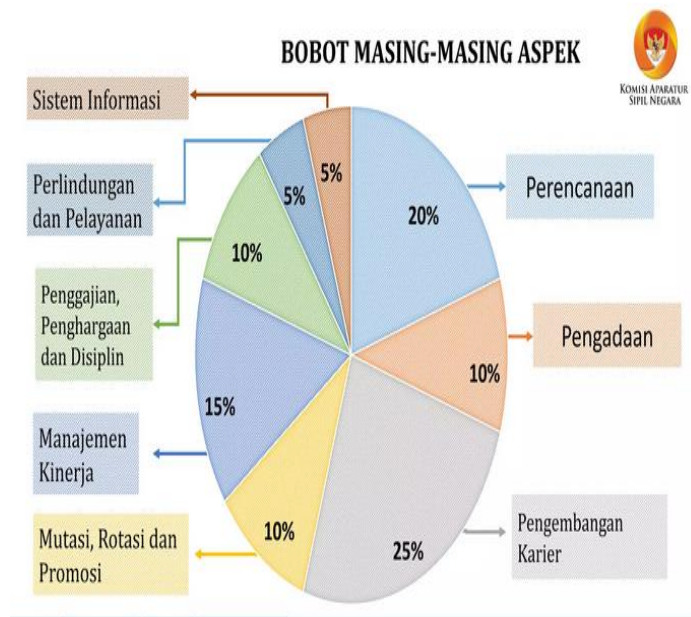 BOBOT MASING-MASING ASPEK
KOMISI APARATUR
SIPIL NEGARA
Sistem Informasi
Perlindungan
dan Pelayanan
Penggajian,
Penghargaan
dan Disiplin
Manajemen
Kinerja
Mutasi, Rotasi dan
Promosi
5%
5%
10%
15%
10%
20%
10%
25%
Perencanaan
Pengadaan
Pengembangan
Karier